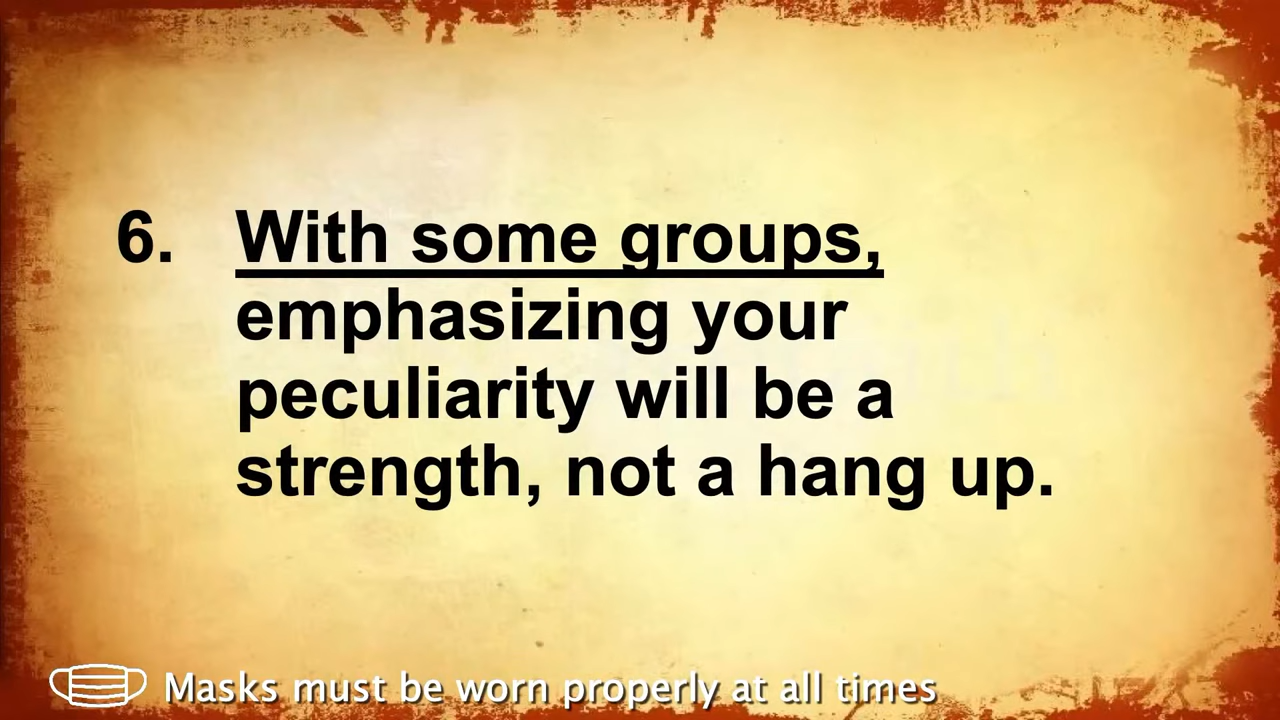 6. With some groups,
emphasizing your
peculiarity will be a
strength, not a hang up.
Masks must be worn properly at all times